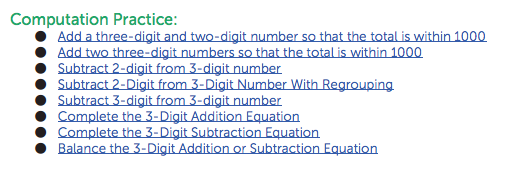 Computation Practice:
● Add a three-digit and two-digit number so that the total is within 1000
● Add two three-digit numbers so that the total is within 1000
● Subtract 2-digit from 3-digit number
● Subtract 2-Digit from 3-Digit Number With Regrouping
● Subtract 3-digit from 3-digit number
● Complete the 3-Digit Addition Equation
● Complete the 3-Digit Subtraction Equation
● Balance the 3-Digit Addition or Subtraction Equation